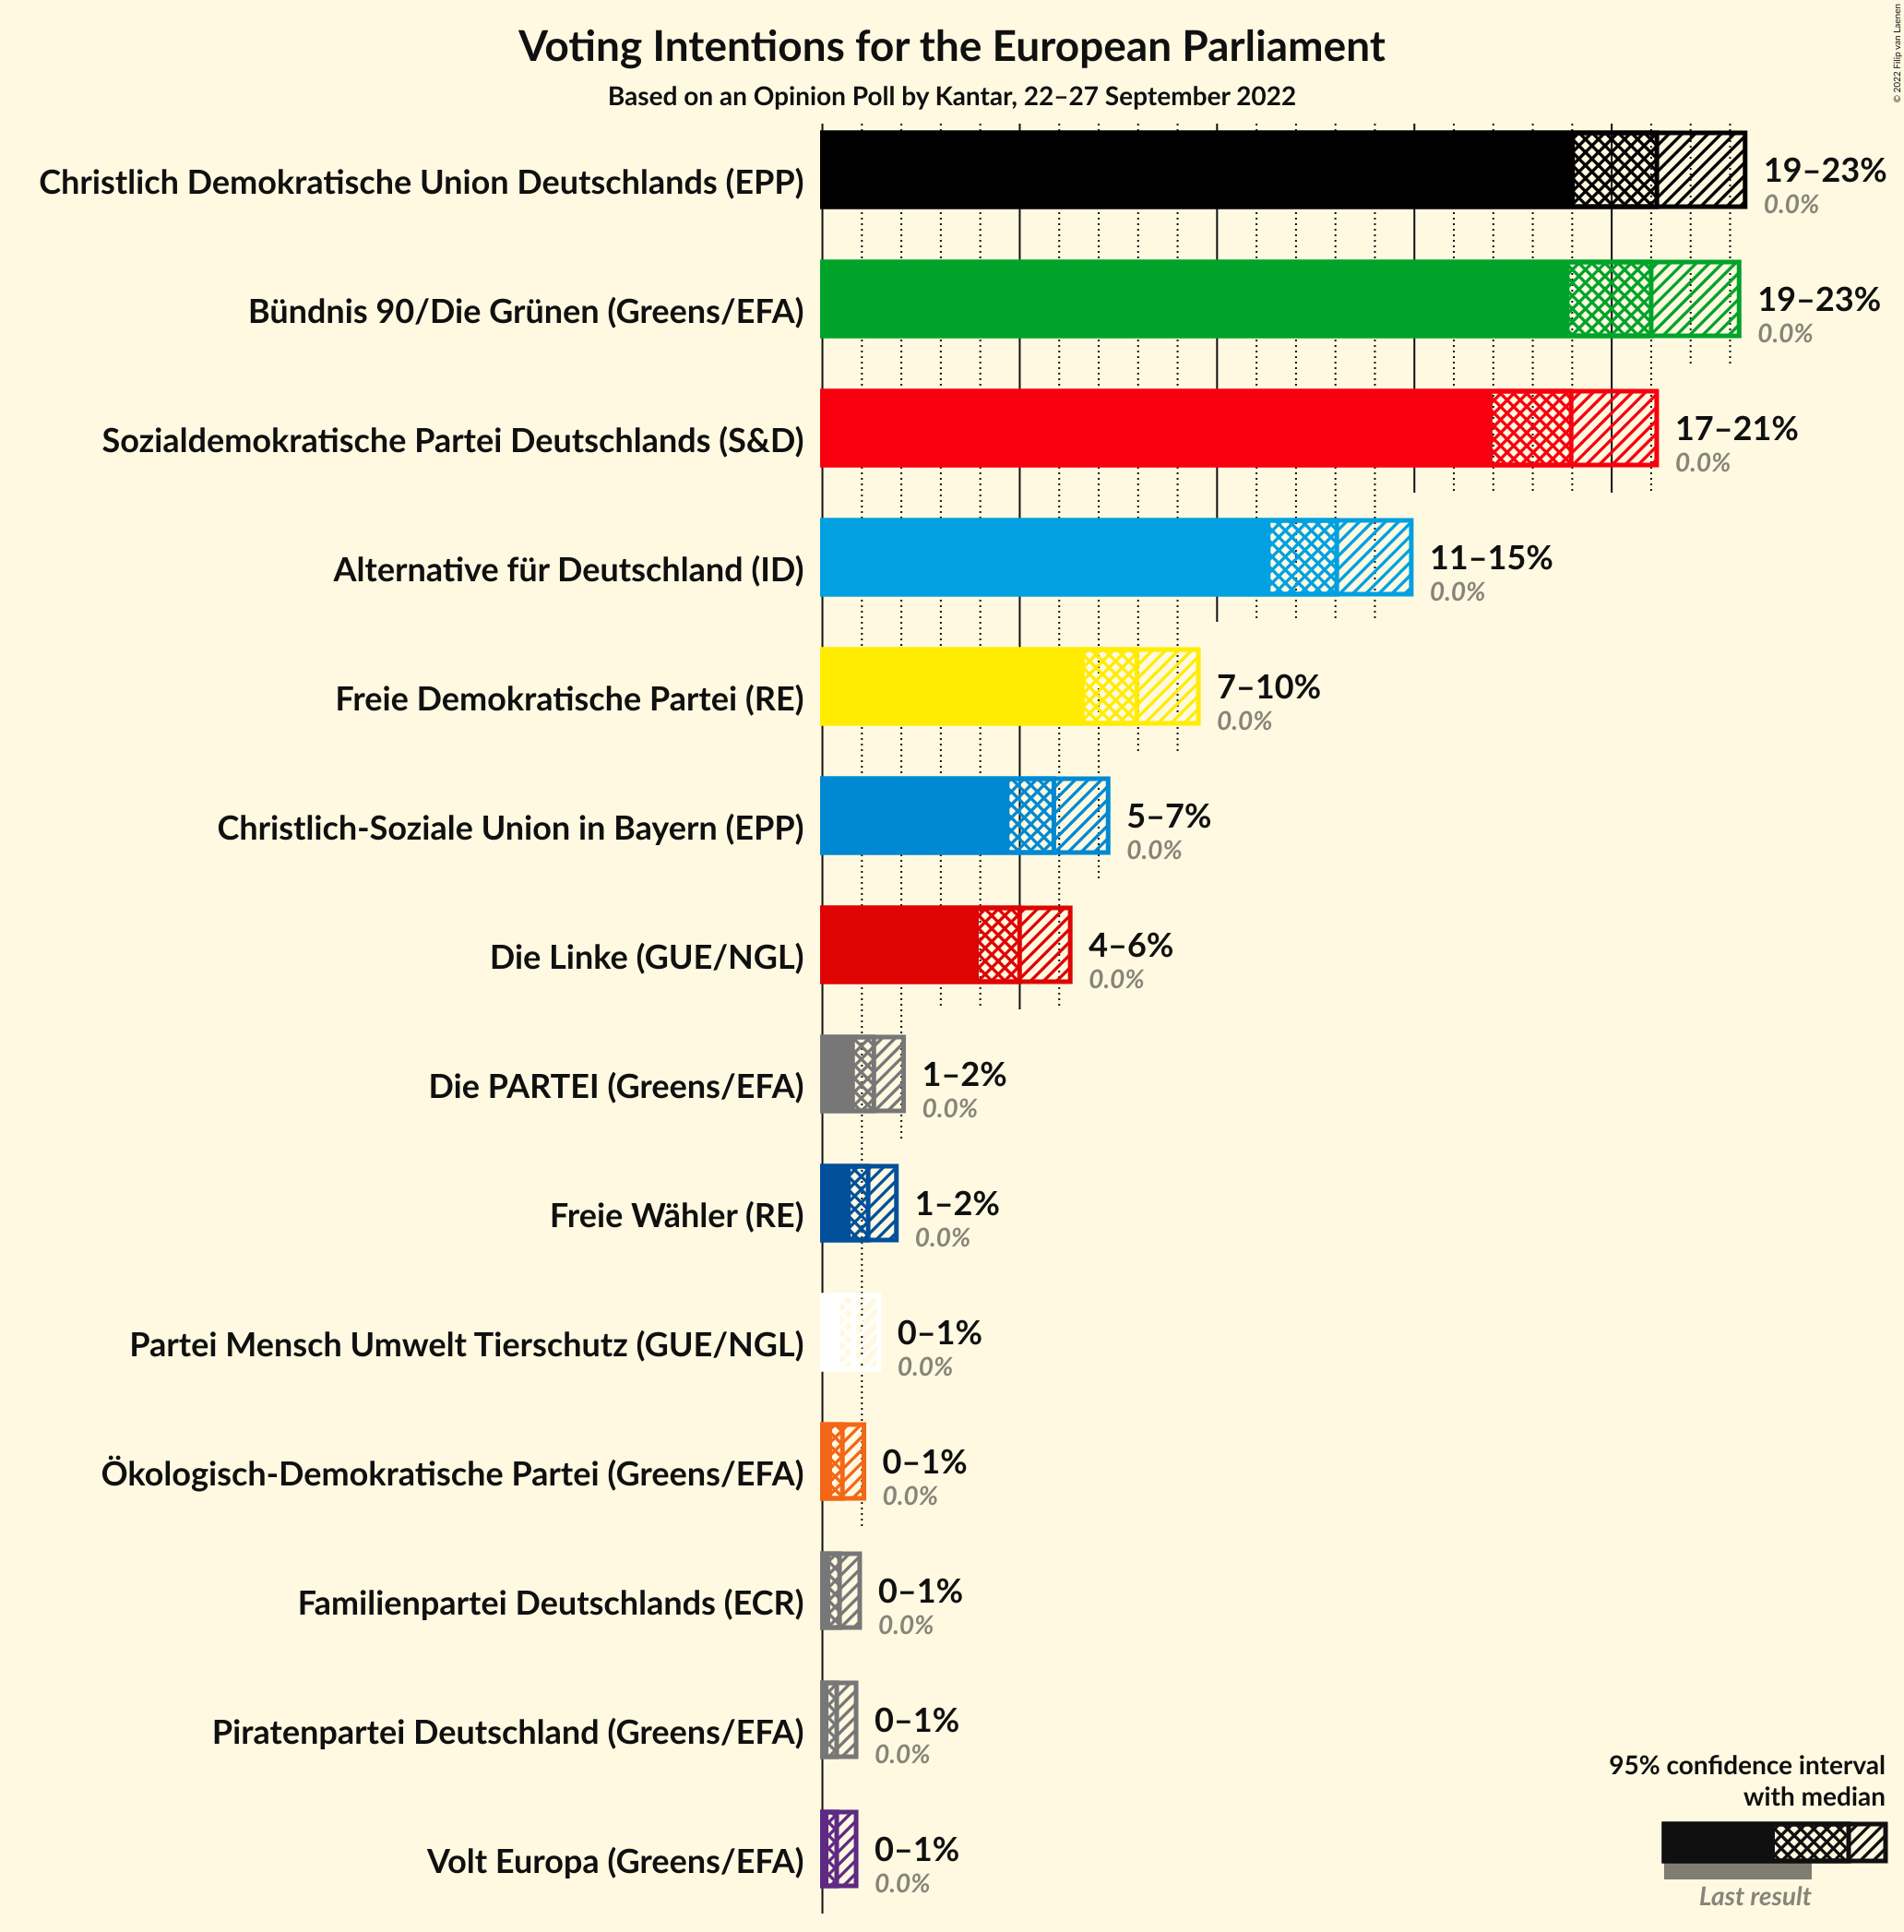 © 2022 Filip van Laenen
Voting Intentions for the European Parliament
Based on an Opinion Poll by Kantar, 22–27 September 2022
Christlich Demokratische Union Deutschlands (EPP)
19–23%
0.0%
Bündnis 90/Die Grünen (Greens/EFA)
19–23%
0.0%
Sozialdemokratische Partei Deutschlands (S&D)
17–21%
0.0%
Alternative für Deutschland (ID)
11–15%
0.0%
Freie Demokratische Partei (RE)
7–10%
0.0%
Christlich-Soziale Union in Bayern (EPP)
5–7%
0.0%
Die Linke (GUE/NGL)
4–6%
0.0%
Die PARTEI (Greens/EFA)
1–2%
0.0%
Freie Wähler (RE)
1–2%
0.0%
Partei Mensch Umwelt Tierschutz (GUE/NGL)
0–1%
0.0%
Ökologisch-Demokratische Partei (Greens/EFA)
0–1%
0.0%
Familienpartei Deutschlands (ECR)
0–1%
0.0%
Piratenpartei Deutschland (Greens/EFA)
0–1%
0.0%
Volt Europa (Greens/EFA)
0–1%
0.0%
95% confidence interval
with median
Last result